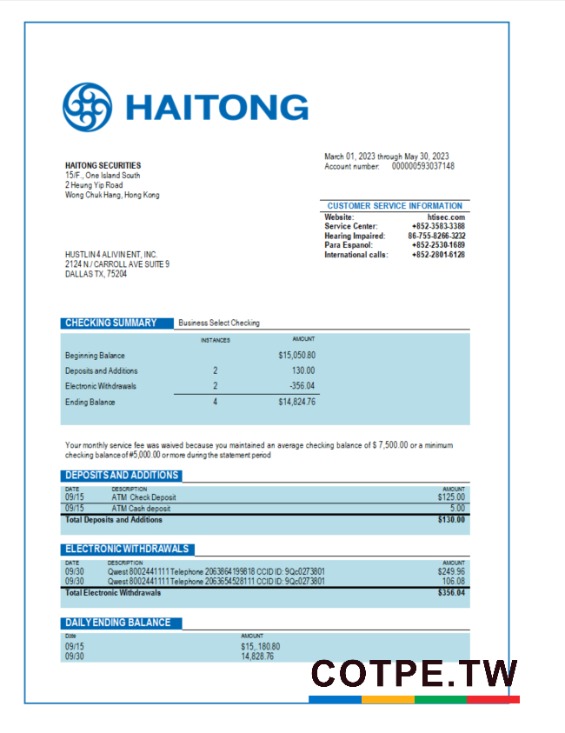 HAITONG
March 01, 2023 through May 30, 2023
Account number: 000000593037148
HAITONG SECURITIES
15/F., One Island South
2 Heung Yip Road
Wong Chuk Hang, Hong Kong
CUSTOMER SERVICE INFORMATION
Website: htisec.com
Service Center: +852-3583-3388
Hearing Impaired: 86-755-8266-3232
Para Espanol: +852-2530-1689
International calls: +852-2801-6128
HUSTLIN 4 ALIVIN ENT, INC.
2124 N./ CARROLL AVE SUITE 9
DALLAS TX, 75204
CHECKING SUMMARY Business Select Checking
INSTANCES AMOUNT
Beginning Balance $15,050.80
Deposits and Additions 2 130.00
Electronic Withdrawals 2 -356.04
Ending Balance 4 $14,824.76
Your monthly service fee was waived because you maintained an average checking balance of $ 7,500.00 or a minimum
checking balance of #5,000.00 or more during the statement period
DEPOSITS AND ADDITIONS
DATE DESCRIPTION AMOUNT
09/15 ATM Check Deposit $125.00
09/15 ATM Cash deposit 5.00
Total Deposits and Additions $130.00
ELECTRONIC WITHDRAWALS
DATE DESCRIPTION AMOUNT
09/30 Qwest 8002441111 Telephone 2063864199818 CCID ID: 9Qc0273801 $249.96
09/30 Qwest 8002441111 Telephone 2063654528111 CCID ID: 9Qc0273801 106.08
Total Electronic Withdrawals $356.04
DAILY ENDING BALANCE
Date AMOUNT
09/15 $15,.180.80
09/30 14,828.76
COTPE.TW